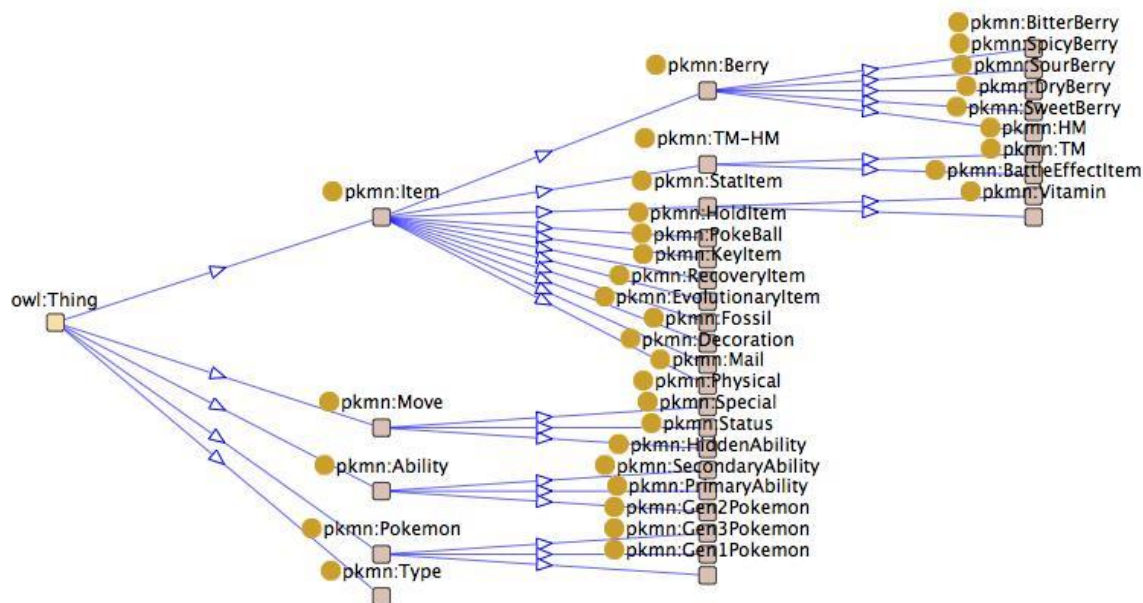 pkmn:BitterBerry
pkmn:SpicyBerry
pkmn:Berry
pkmn:SourBerry
pkmn:DryBerry
pkmn:SweetBerry
pkmn:HM
pkmn:TM-HM
pkmn:TM
pkmn:BattleEffectItem
pkmn:StatItem
pkmn:Item
pkmn:Vitamin
pkmn:HoldItem
pkmn:PokeBall
pkmn:KeyItem
pkmn:RecoveryItem
owl:Thing
pkmn:EvolutionaryItem
pkmn:Fossil
pkmn:Decoration
pkmn:Mail
pkmn:Physical
pkmn:Move
pkmn:Special
pkmn:Status
pkmn:HiddenAbility
pkmn:Ability
pkmn:SecondaryAbility
pkmn:PrimaryAbility
pkmn:Gen2Pokemon
pkmn:Pokemon
pkmn:Gen3Pokemon
pkmn:Gen1Pokemon
pkmn:Type